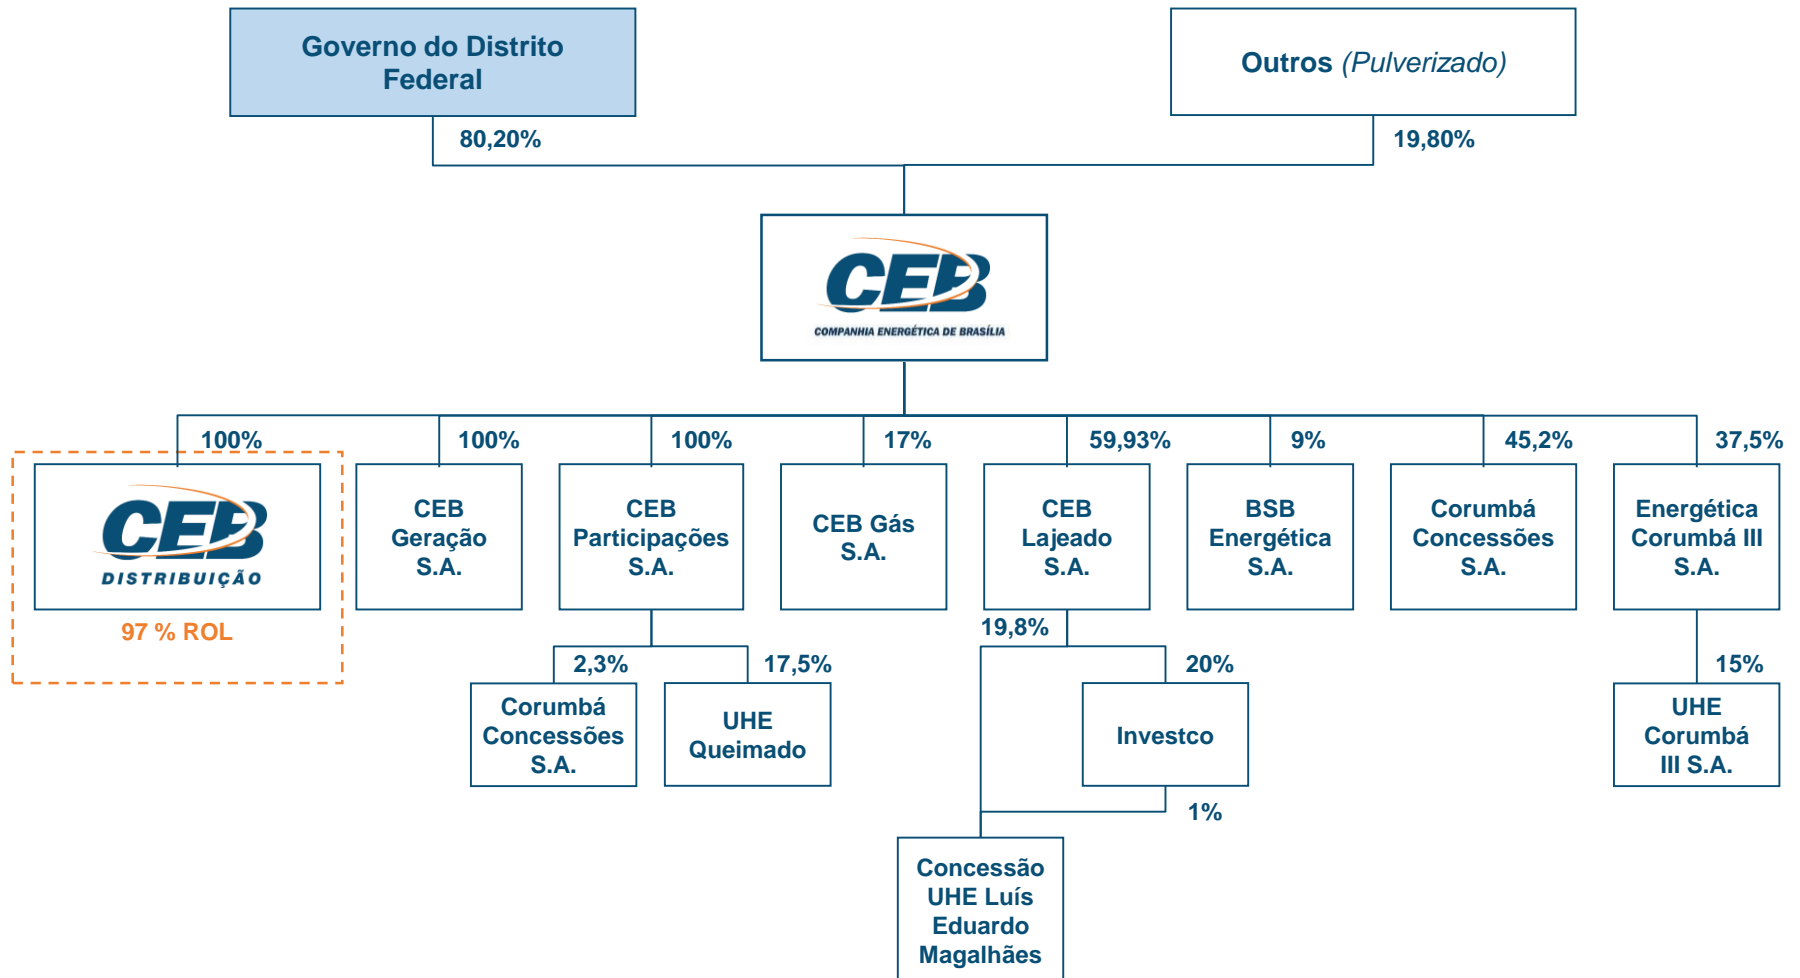 Governo do Distrito
Federal
Outros (Pulverizado)
80,20%
19,80%
CEB
COMPANHIA ENERGÉTICA DE BRASÍLIA
100%
100%
100%
17%
59,93%
9%
45,2%
37,5%
CEB
DISTRIBUIÇÃO
97 % ROL
CEB
Geração
S.A.
CEB
Participações
S.A.
CEB Gás
S.A.
CEB
Lajeado
S.A.
BSB
Energética
S.A.
Corumbá
Concessões
S.A.
Energética
Corumbá III
S.A.
2,3%
17,5%
19,8%
20%
15%
Corumbá
Concessões
S.A.
UHE
Queimado
Investco
UHE
Corumbá
III S.A.
1%
Concessão
UHE Luís
Eduardo
Magalhães